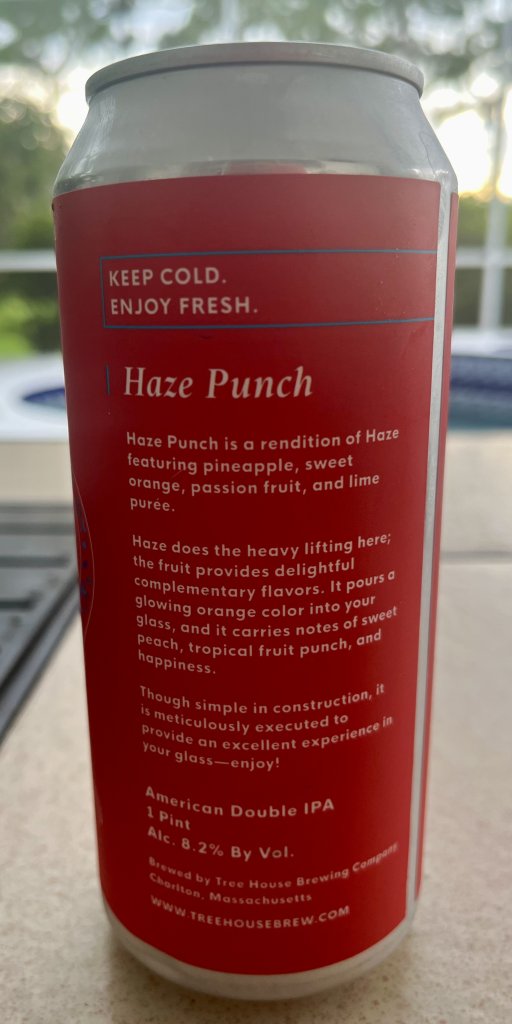 KEEP COLD.
ENJOY FRESH.
Haze Punch
Haze Punch is a rendition of Haze
featuring pineapple, sweet
orange, passion fruit, and lime
purée.
Haze does the heavy lifting here;
the fruit provides delightful
complementary flavors. It pours a
glowing orange color into your
glass, and it carries notes of sweet
peach, tropical fruit punch, and
happiness.
Though simple in construction, it
is meticulously executed to
provide an excellent experience in
your glass—enjoy!
American Double IPA
1 Pint
Alc. 8.2% By Vol.
Brewed by Tree House Brewing Company
Charlton, Massachusetts
WWW.TREEHOUSEBREW.COM